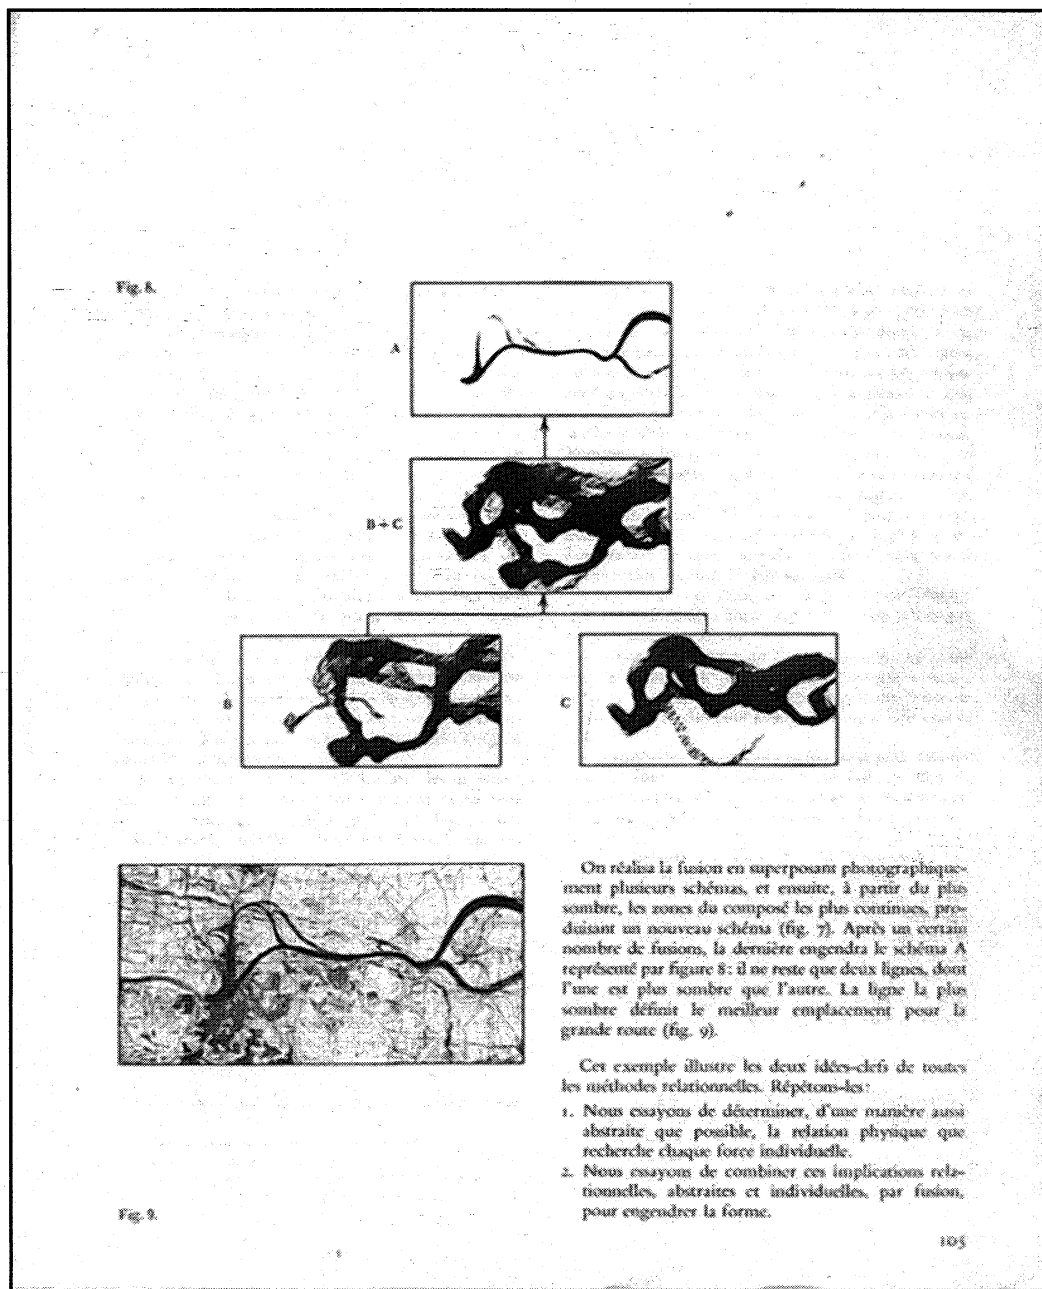 Fig. 8.
A
B+C
B
C
On réalisa la fusion en superposant photographique-
ment plusieurs schémas, et ensuite, à partir du plus
sombre, les zones du composé les plus continues, pro-
duisant un nouveau schéma (fig. 7). Après un certain
nombre de fusions, la dernière engendra le schéma A
représenté par figure 8: il ne reste que deux lignes, dont
l'une est plus sombre que l'autre. La ligne la plus
sombre définit le meilleur emplacement pour la
grande route (fig. 9).
Cet exemple illustre les deux idées-clefs de toutes
les méthodes relationnelles. Répétons-les:
1. Nous essayons de déterminer, d'une manière aussi
abstraite que possible, la relation physique que
recherche chaque force individuelle.
2. Nous essayons de combiner ces implications rela-
tionnelles, abstraites et individuelles, par fusion,
pour engendrer la forme.
Fig. 9.
105